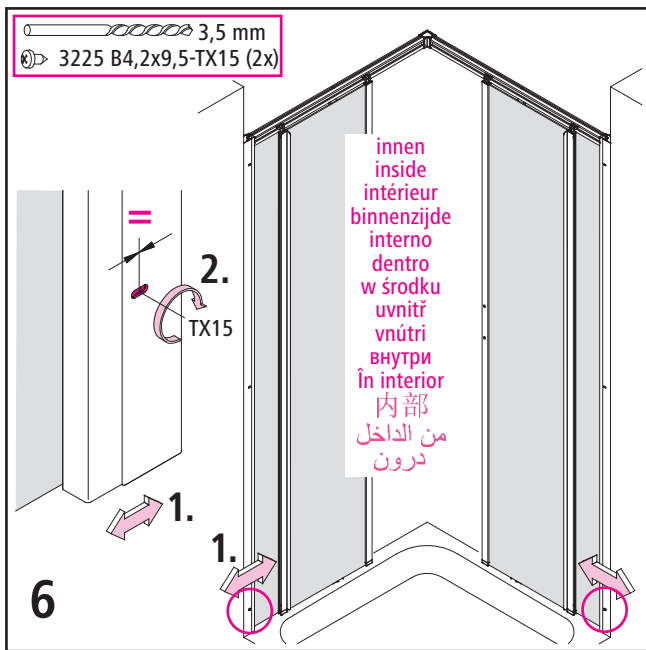 3,5 mm
3225 B4,2x9,5-TX15 (2x)
innen
inside
intérieur
binnenzijde
interno
dentro
w środku
uvnitř
vnútri
внутри
În interior
内部
من الداخل
درون
=
2.
TX15
1.
1.
6